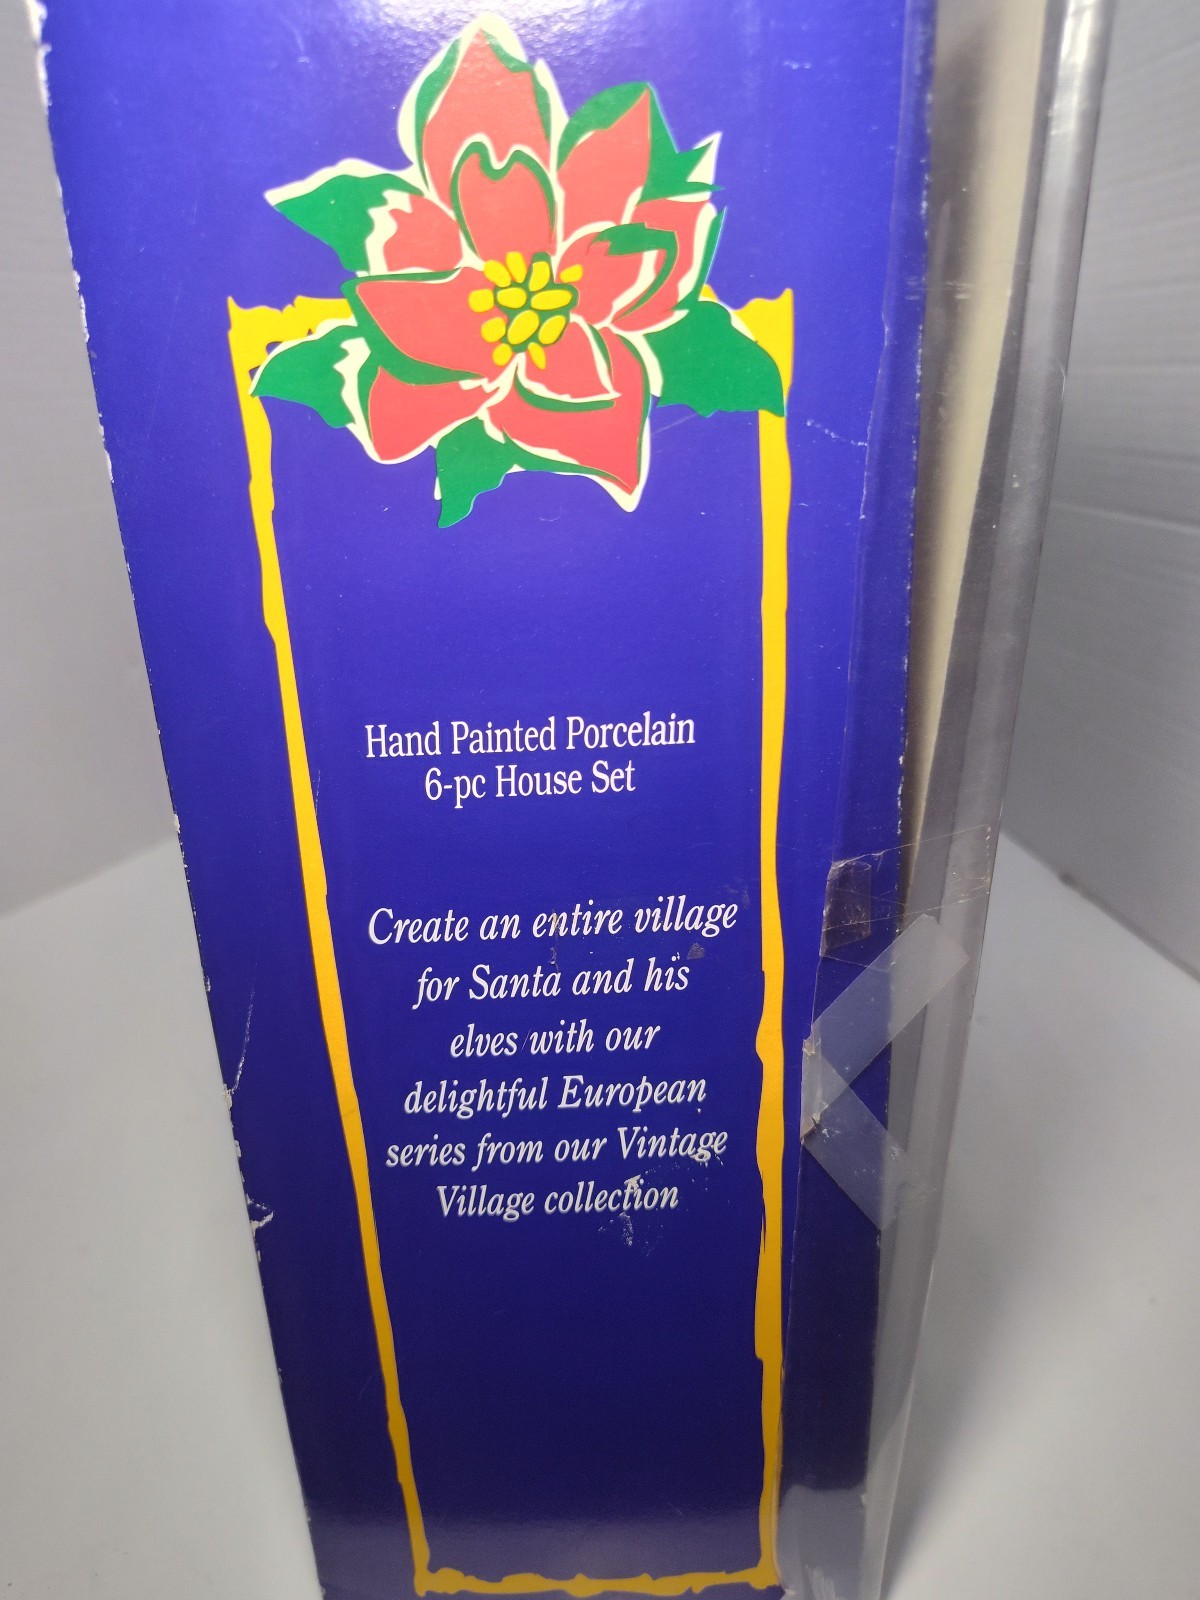 Hand Painted Porcelain
6-pc House Set
Create an entire village
for Santa and his
elves with our
delightful European
series from our Vintage
Village collection